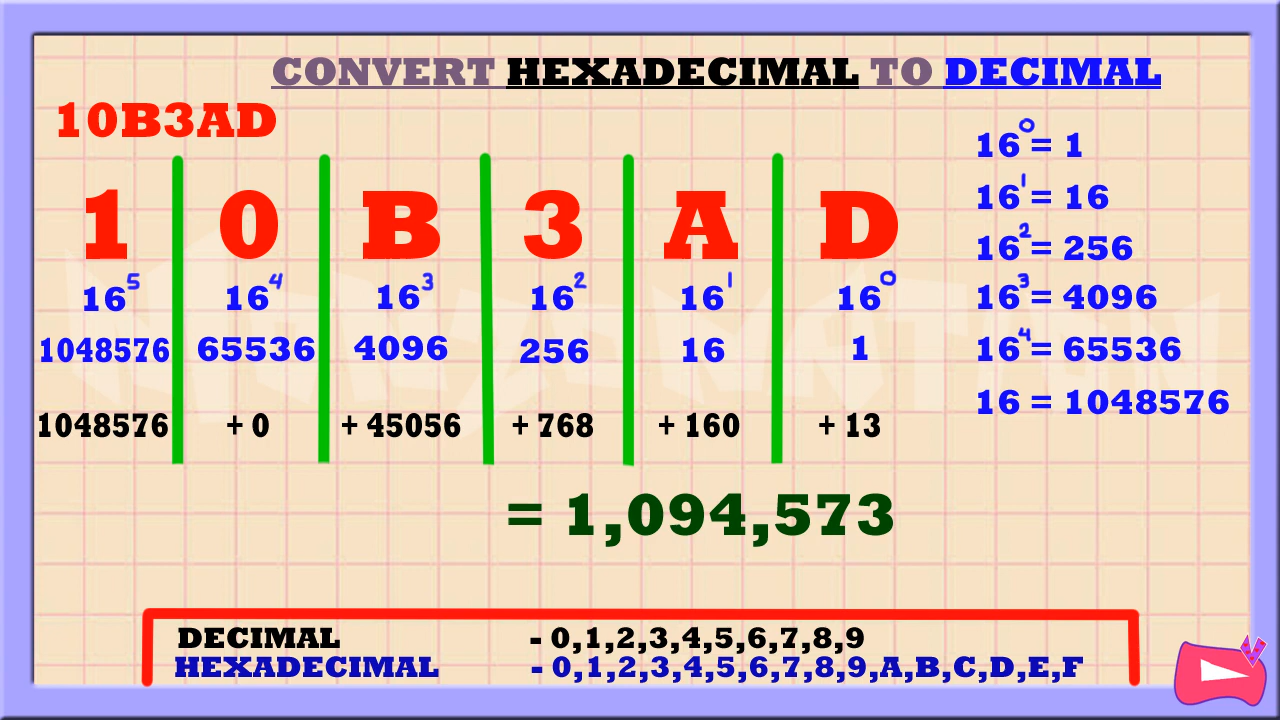 CONVERT HEXADECIMAL TO DECIMAL
10B3AD
1 0 B 3 A D
16⁵ 16⁴ 16³ 16² 16¹ 16⁰
1048576 65536 4096 256 16 1
1048576 + 0 + 45056 + 768 + 160 + 13
= 1,094,573
16⁰= 1
16¹= 16
16²= 256
16³= 4096
16⁴= 65536
16 = 1048576
DECIMAL - 0,1,2,3,4,5,6,7,8,9
HEXADECIMAL - 0,1,2,3,4,5,6,7,8,9,A,B,C,D,E,F